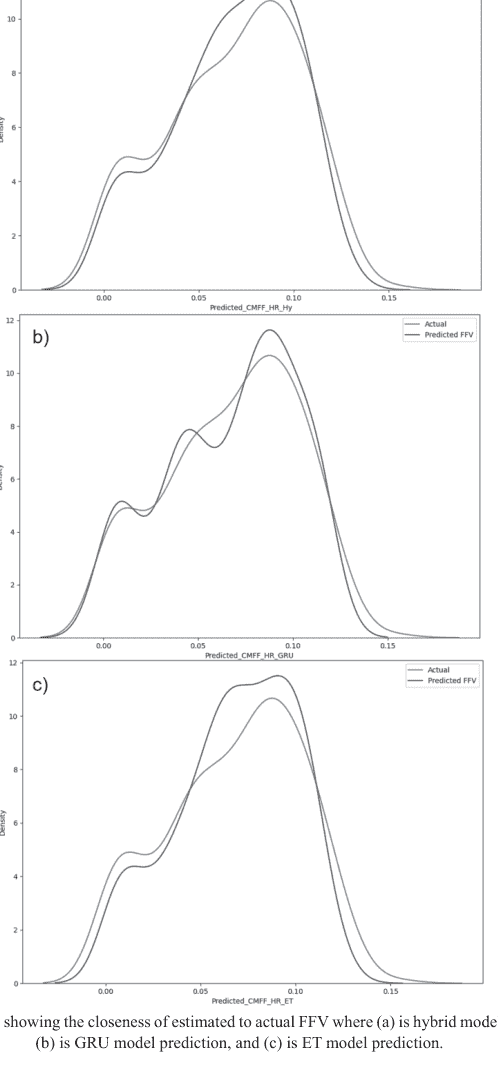 10
8
Density
6
4
2
0
0.00 0.05 0.10 0.15
Predicted_CMFF_HR_Hy
12
b)
Actual
Predicted FFV
10
8
6
4
2
0
0.00 0.05 0.10 0.15
Predicted_CMFF_HR_GRU
12
c)
Actual
Predicted FFV
10
8
Density
6
4
2
0
0.00 0.05 0.10 0.15
Predicted_CMFF_HR_ET
showing the closeness of estimated to actual FFV where (a) is hybrid mode
(b) is GRU model prediction, and (c) is ET model prediction.